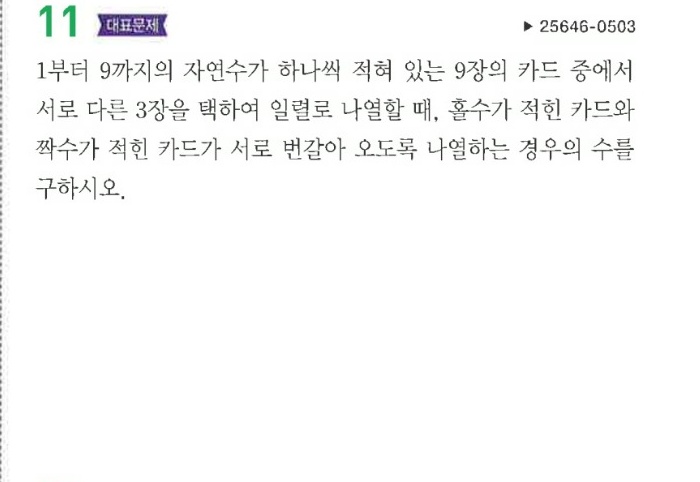 11 대표문제 ▶ 25646-0503
1부터 9까지의 자연수가 하나씩 적혀 있는 9장의 카드 중에서
서로 다른 3장을 택하여 일렬로 나열할 때, 홀수가 적힌 카드와
짝수가 적힌 카드가 서로 번갈아 오도록 나열하는 경우의 수를
구하시오.